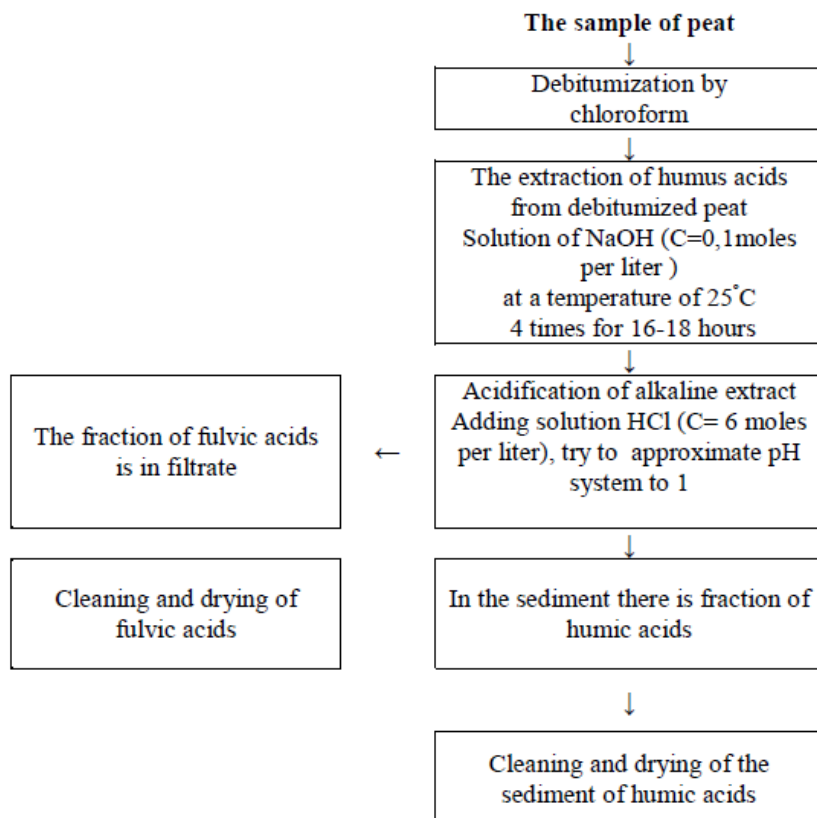 The sample of peat
↓
Debitumization by
chloroform
↓
The extraction of humus acids
from debitumized peat
Solution of NaOH (C=0,1moles
per liter )
at a temperature of 25°C
4 times for 16-18 hours
↓
Acidification of alkaline extract
Adding solution HCl (C= 6 moles
per liter), try to approximate pH
system to 1
←
The fraction of fulvic acids
is in filtrate
Cleaning and drying of
fulvic acids
↓
In the sediment there is fraction of
humic acids
↓
Cleaning and drying of the
sediment of humic acids